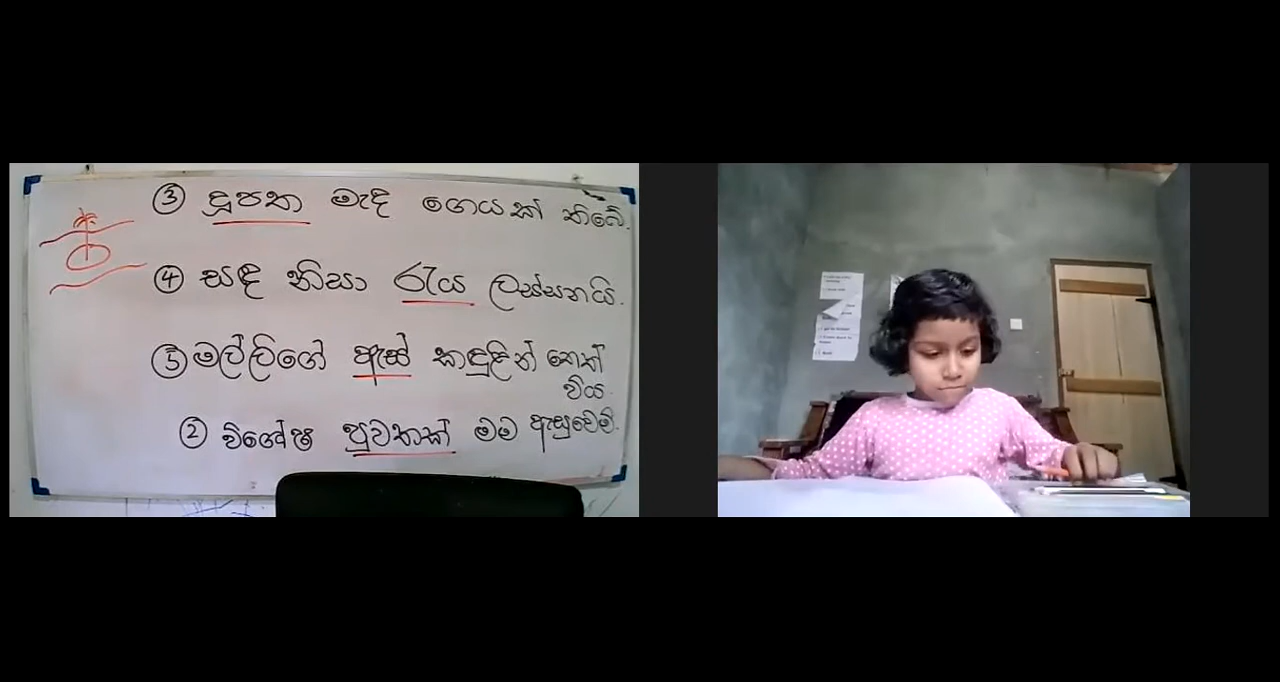 ③ දූපත මැදි ගෙයක් තිබේ.
④ සඳ නිසා රැය ලස්සනයි.
⑤ මල්ලිගේ ඇස් කඳුළින් තෙත්
විය.
② විශේෂ පුවතක් මම ඇසුවෙමි.